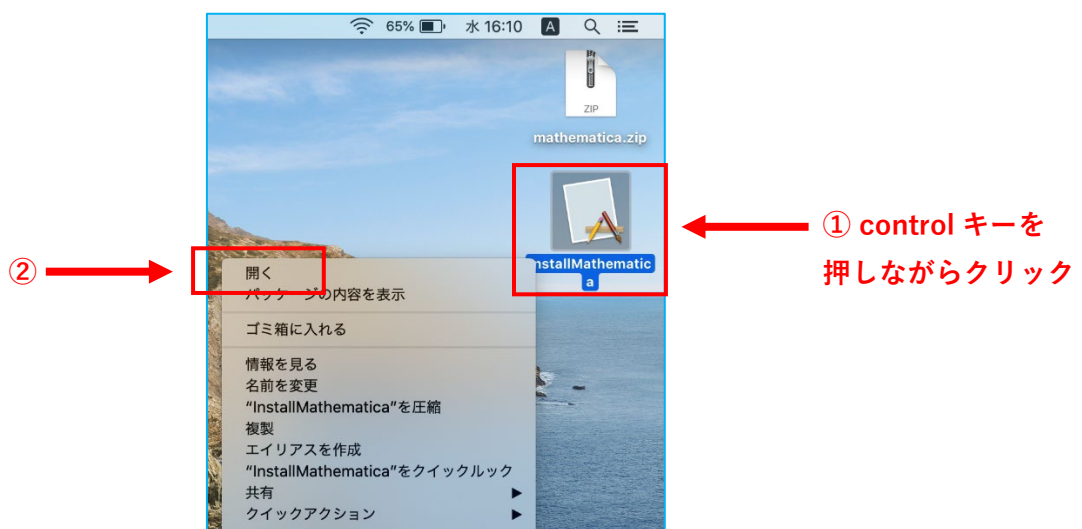 65% 水 16:10 A
ZIP
mathematica.zip
① control キーを
押しながらクリック
InstallMathematic
a
②
開く
パッケージの内容を表示
ゴミ箱に入れる
情報を見る
名前を変更
“InstallMathematica”を圧縮
複製
エイリアスを作成
“InstallMathematica”をクイックルック
共有
クイックアクション